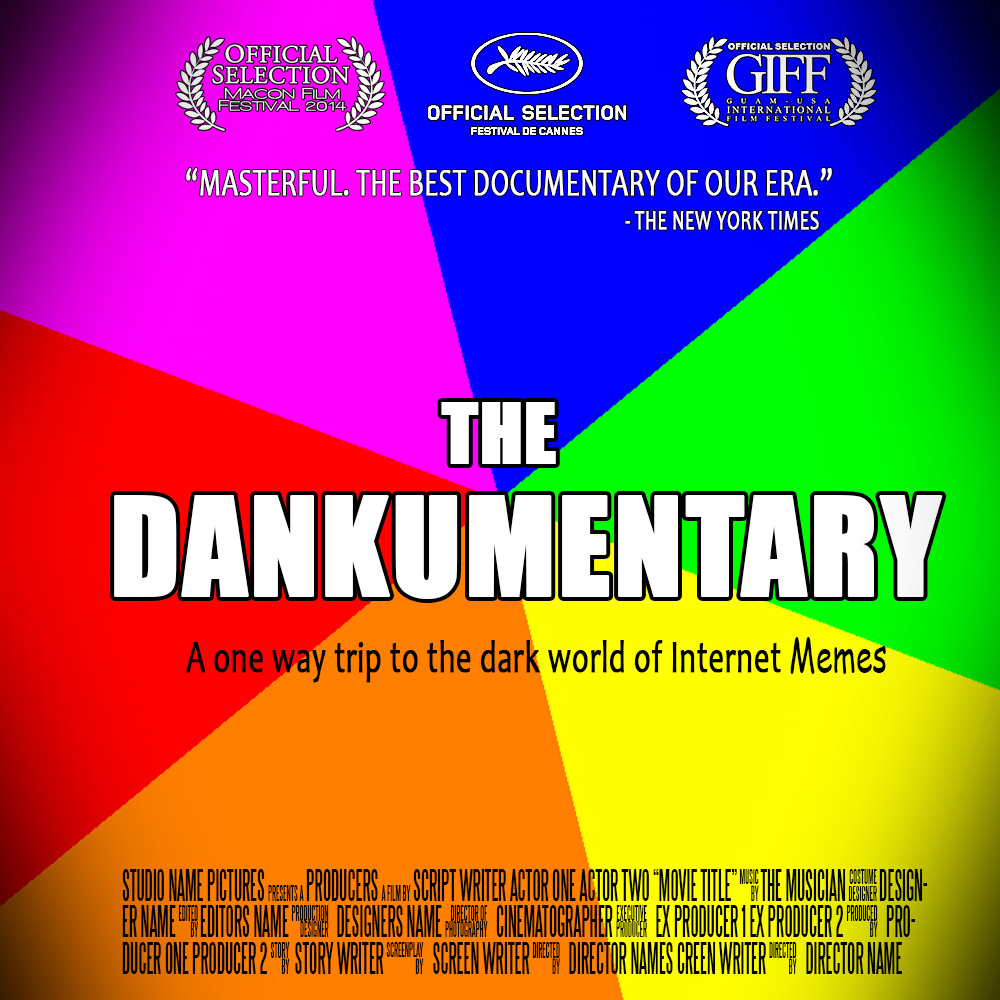 OFFICIAL
SELECTION
MACON FILM
FESTIVAL 2014
OFFICIAL SELECTION
FESTIVAL DE CANNES
OFFICIAL SELECTION
GIFF
GUAM - USA
INTERNATIONAL
FILM FESTIVAL
“MASTERFUL. THE BEST DOCUMENTARY OF OUR ERA.”
- THE NEW YORK TIMES
THE
DANKUMENTARY
A one way trip to the dark world of Internet Memes
STUDIO NAME PICTURES PRESENTS A PRODUCERS A FILM BY SCRIPT WRITER ACTOR ONE ACTOR TWO “MOVIE TITLE” MUSIC BY THE MUSICIAN COSTUME DESIGNER DESIGN-
ER NAME EDITED BY EDITORS NAME PRODUCTION DESIGNER DESIGNERS NAME DIRECTOR OF PHOTOGRAPHY CINEMATOGRAPHER EXECUTIVE PRODUCER EX PRODUCER 1 EX PRODUCER 2 PRODUCED BY PRO-
DUCER ONE PRODUCER 2 STORY BY STORY WRITER SCREENPLAY BY SCREEN WRITER DIRECTED BY DIRECTOR NAMES CREEN WRITER DIRECTED BY DIRECTOR NAME